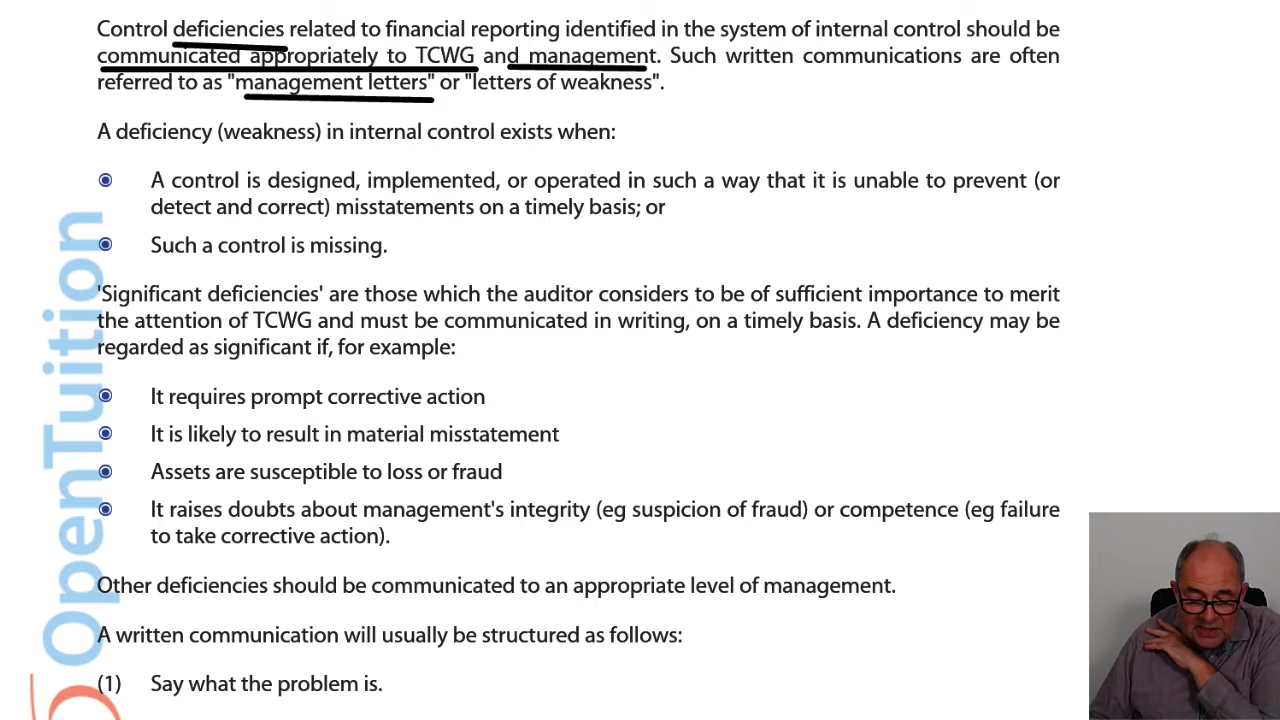 Control deficiencies related to financial reporting identified in the system of internal control should be
communicated appropriately to TCWG and management. Such written communications are often
referred to as "management letters" or "letters of weakness".
A deficiency (weakness) in internal control exists when:
A control is designed, implemented, or operated in such a way that it is unable to prevent (or
detect and correct) misstatements on a timely basis; or
Such a control is missing.
'Significant deficiencies' are those which the auditor considers to be of sufficient importance to merit
the attention of TCWG and must be communicated in writing, on a timely basis. A deficiency may be
regarded as significant if, for example:
It requires prompt corrective action
It is likely to result in material misstatement
Assets are susceptible to loss or fraud
It raises doubts about management's integrity (eg suspicion of fraud) or competence (eg failure
to take corrective action).
Other deficiencies should be communicated to an appropriate level of management.
A written communication will usually be structured as follows:
(1) Say what the problem is.
OpenTuition